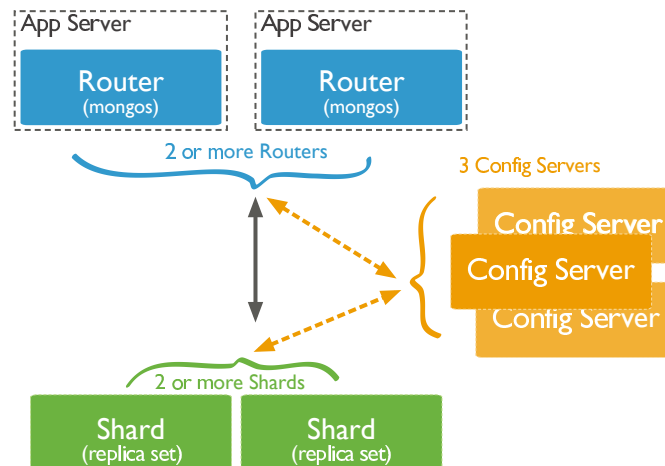 App Server
App Server
Router
(mongos)
Router
(mongos)
2 or more Routers
3 Config Servers
Config Server
Config Server
Config Server
2 or more Shards
Shard
(replica set)
Shard
(replica set)